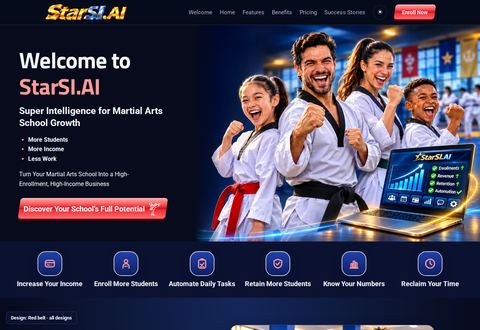 StarSI.AI
Welcome Home Features Benefits Pricing Success Stories Enroll Now
Welcome to
StarSI.AI
Super Intelligence for Martial Arts
School Growth
More Students
More Income
Less Work
Turn Your Martial Arts School Into a High-
Enrollment, High-Income Business
Discover Your School's Full Potential
StarSI.AI
Enrollments
Revenue
Retention
Automation
Increase Your Income Enroll More Students Automate Daily Tasks Retain More Students Know Your Numbers Reclaim Your Time
Design: Red belt - all designs